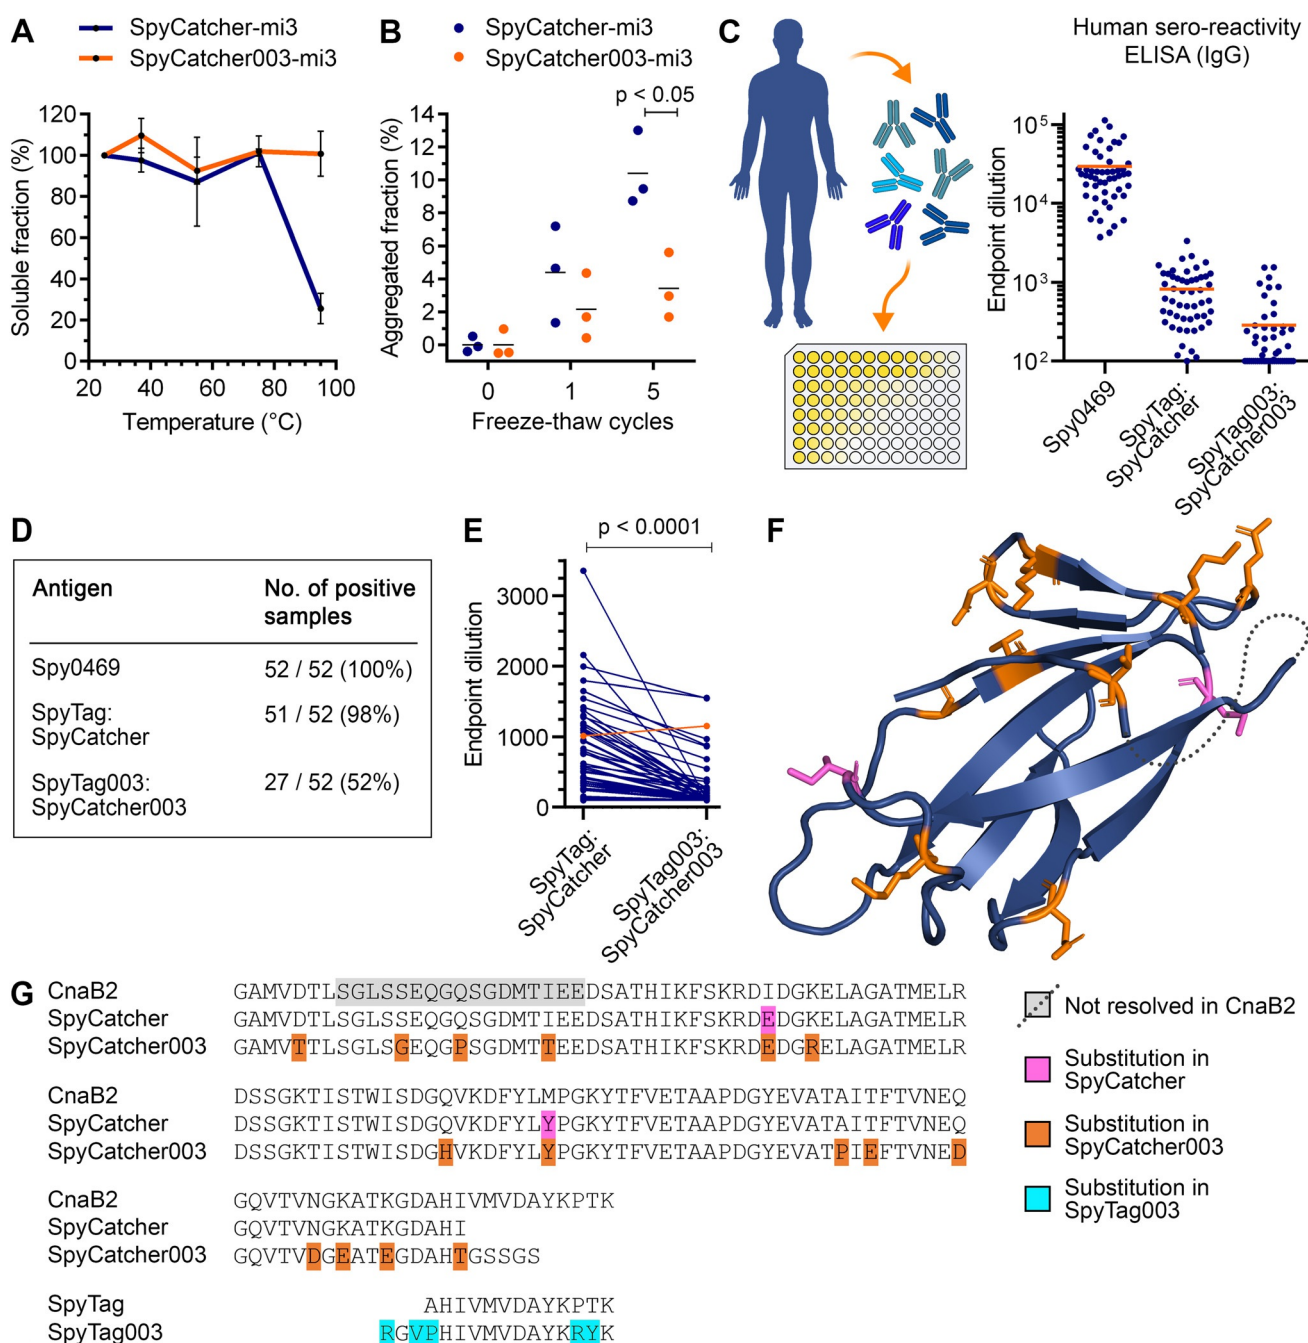 A
SpyCatcher-mi3
SpyCatcher003-mi3
Soluble fraction (%)
120
100
80
60
40
20
0
20 40 60 80 100
Temperature (°C)
B
SpyCatcher-mi3
SpyCatcher003-mi3
p < 0.05
Aggregated fraction (%)
14
12
10
8
6
4
2
0
0 1 5
Freeze-thaw cycles
C
Human sero-reactivity
ELISA (IgG)
Endpoint dilution
10⁵
10⁴
10³
10²
Spy0469
SpyTag:
SpyCatcher
SpyTag003:
SpyCatcher003
D
Antigen No. of positive
samples
Spy0469 52 / 52 (100%)
SpyTag: 51 / 52 (98%)
SpyCatcher
SpyTag003: 27 / 52 (52%)
SpyCatcher003
E
p < 0.0001
Endpoint dilution
3000
2000
1000
0
SpyTag:
SpyCatcher
SpyTag003:
SpyCatcher003
F
G
CnaB2 GAMVDTLSGLSSEQGQSGDMTIEEDSATHIKFSKRDIDGKELAGATMELR
SpyCatcher GAMVDTLSGLSSEQGQSGDMTIEEDSATHIKFSKRDEDGKELAGATMELR
SpyCatcher003 GAMVTTLSGLSGEQGPSGDMTTEEDSATHIKFSKRDEDGRELAGATMELR
CnaB2 DSSGKTISTWISDGQVKDFYLMPGKYTFVETAAPDGYEVATAITFTVNEQ
SpyCatcher DSSGKTISTWISDGQVKDFYLYPGKYTFVETAAPDGYEVATAITFTVNEQ
SpyCatcher003 DSSGKTISTWISDGHVKDFYLYPGKYTFVETAAPDGYEVATPIEFTVNED
CnaB2 GQVTVNGKATKGDAHIVMVDAYKPTK
SpyCatcher GQVTVNGKATKGDAHI
SpyCatcher003 GQVTVDGEATEGDAHTGSSGS
SpyTag AHIVMVDAYKPTK
SpyTag003 RGVPHIVMVDAYKRYK
Not resolved in CnaB2
Substitution in
SpyCatcher
Substitution in
SpyCatcher003
Substitution in
SpyTag003